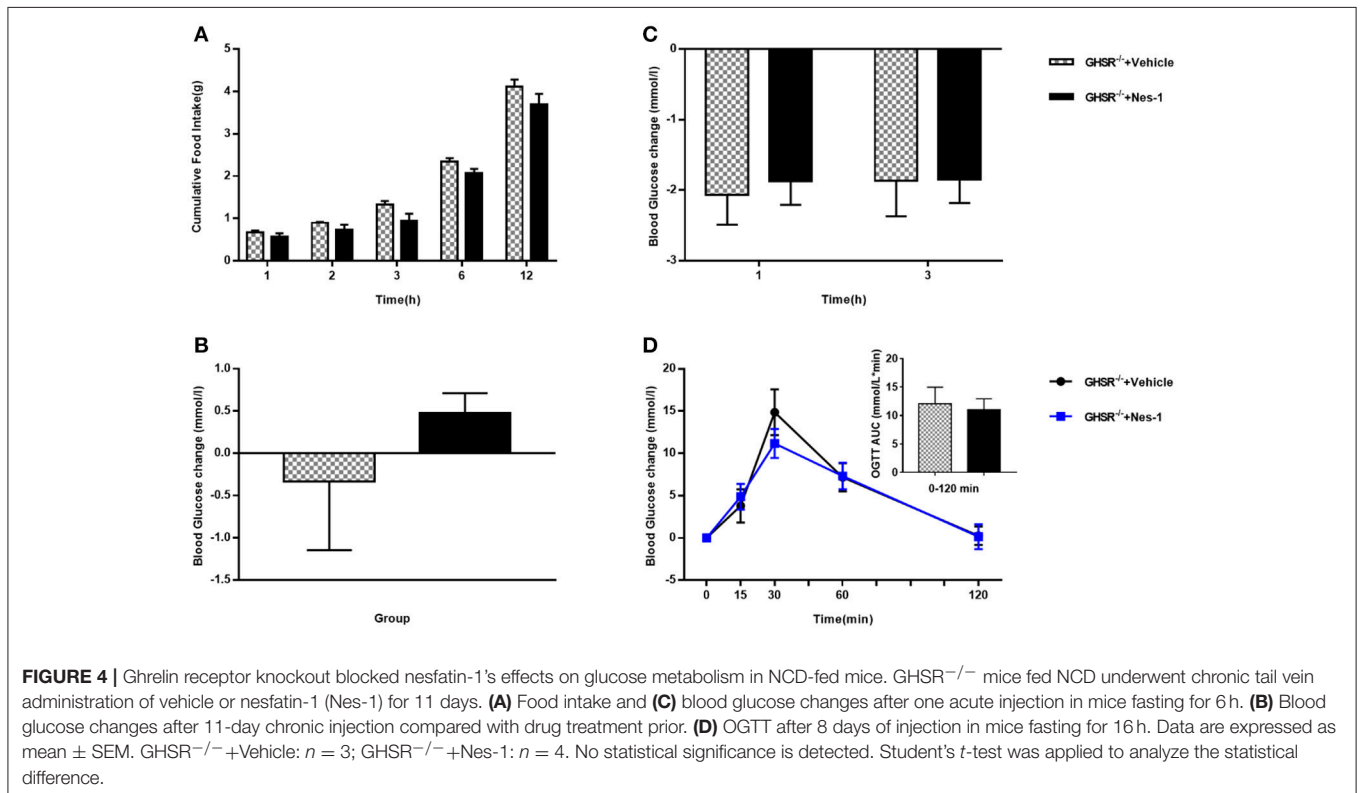 A
Cumulative Food Intake(g)
5
4
3
2
1
0
1 2 3 6 12
Time(h)
C
Blood Glucose change (mmol/l)
0
-1
-2
-3
1 3
Time(h)
GHSR-/-+Vehicle
GHSR-/-+Nes-1
B
Blood Glucose change (mmol/l)
1.0
0.5
0.0
-0.5
-1.0
-1.5
Group
D
Blood Glucose change (mmol/l)
20
15
10
5
0
-5
0 15 30 60 120
Time(min)
OGTT AUC (mmol/L*min)
20
15
10
5
0
0-120 min
GHSR-/-+Vehicle
GHSR-/-+Nes-1
FIGURE 4 | Ghrelin receptor knockout blocked nesfatin-1's effects on glucose metabolism in NCD-fed mice. GHSR−/− mice fed NCD underwent chronic tail vein
administration of vehicle or nesfatin-1 (Nes-1) for 11 days. (A) Food intake and (C) blood glucose changes after one acute injection in mice fasting for 6 h. (B) Blood
glucose changes after 11-day chronic injection compared with drug treatment prior. (D) OGTT after 8 days of injection in mice fasting for 16 h. Data are expressed as
mean ± SEM. GHSR−/−+Vehicle: n = 3; GHSR−/−+Nes-1: n = 4. No statistical significance is detected. Student's t-test was applied to analyze the statistical
difference.